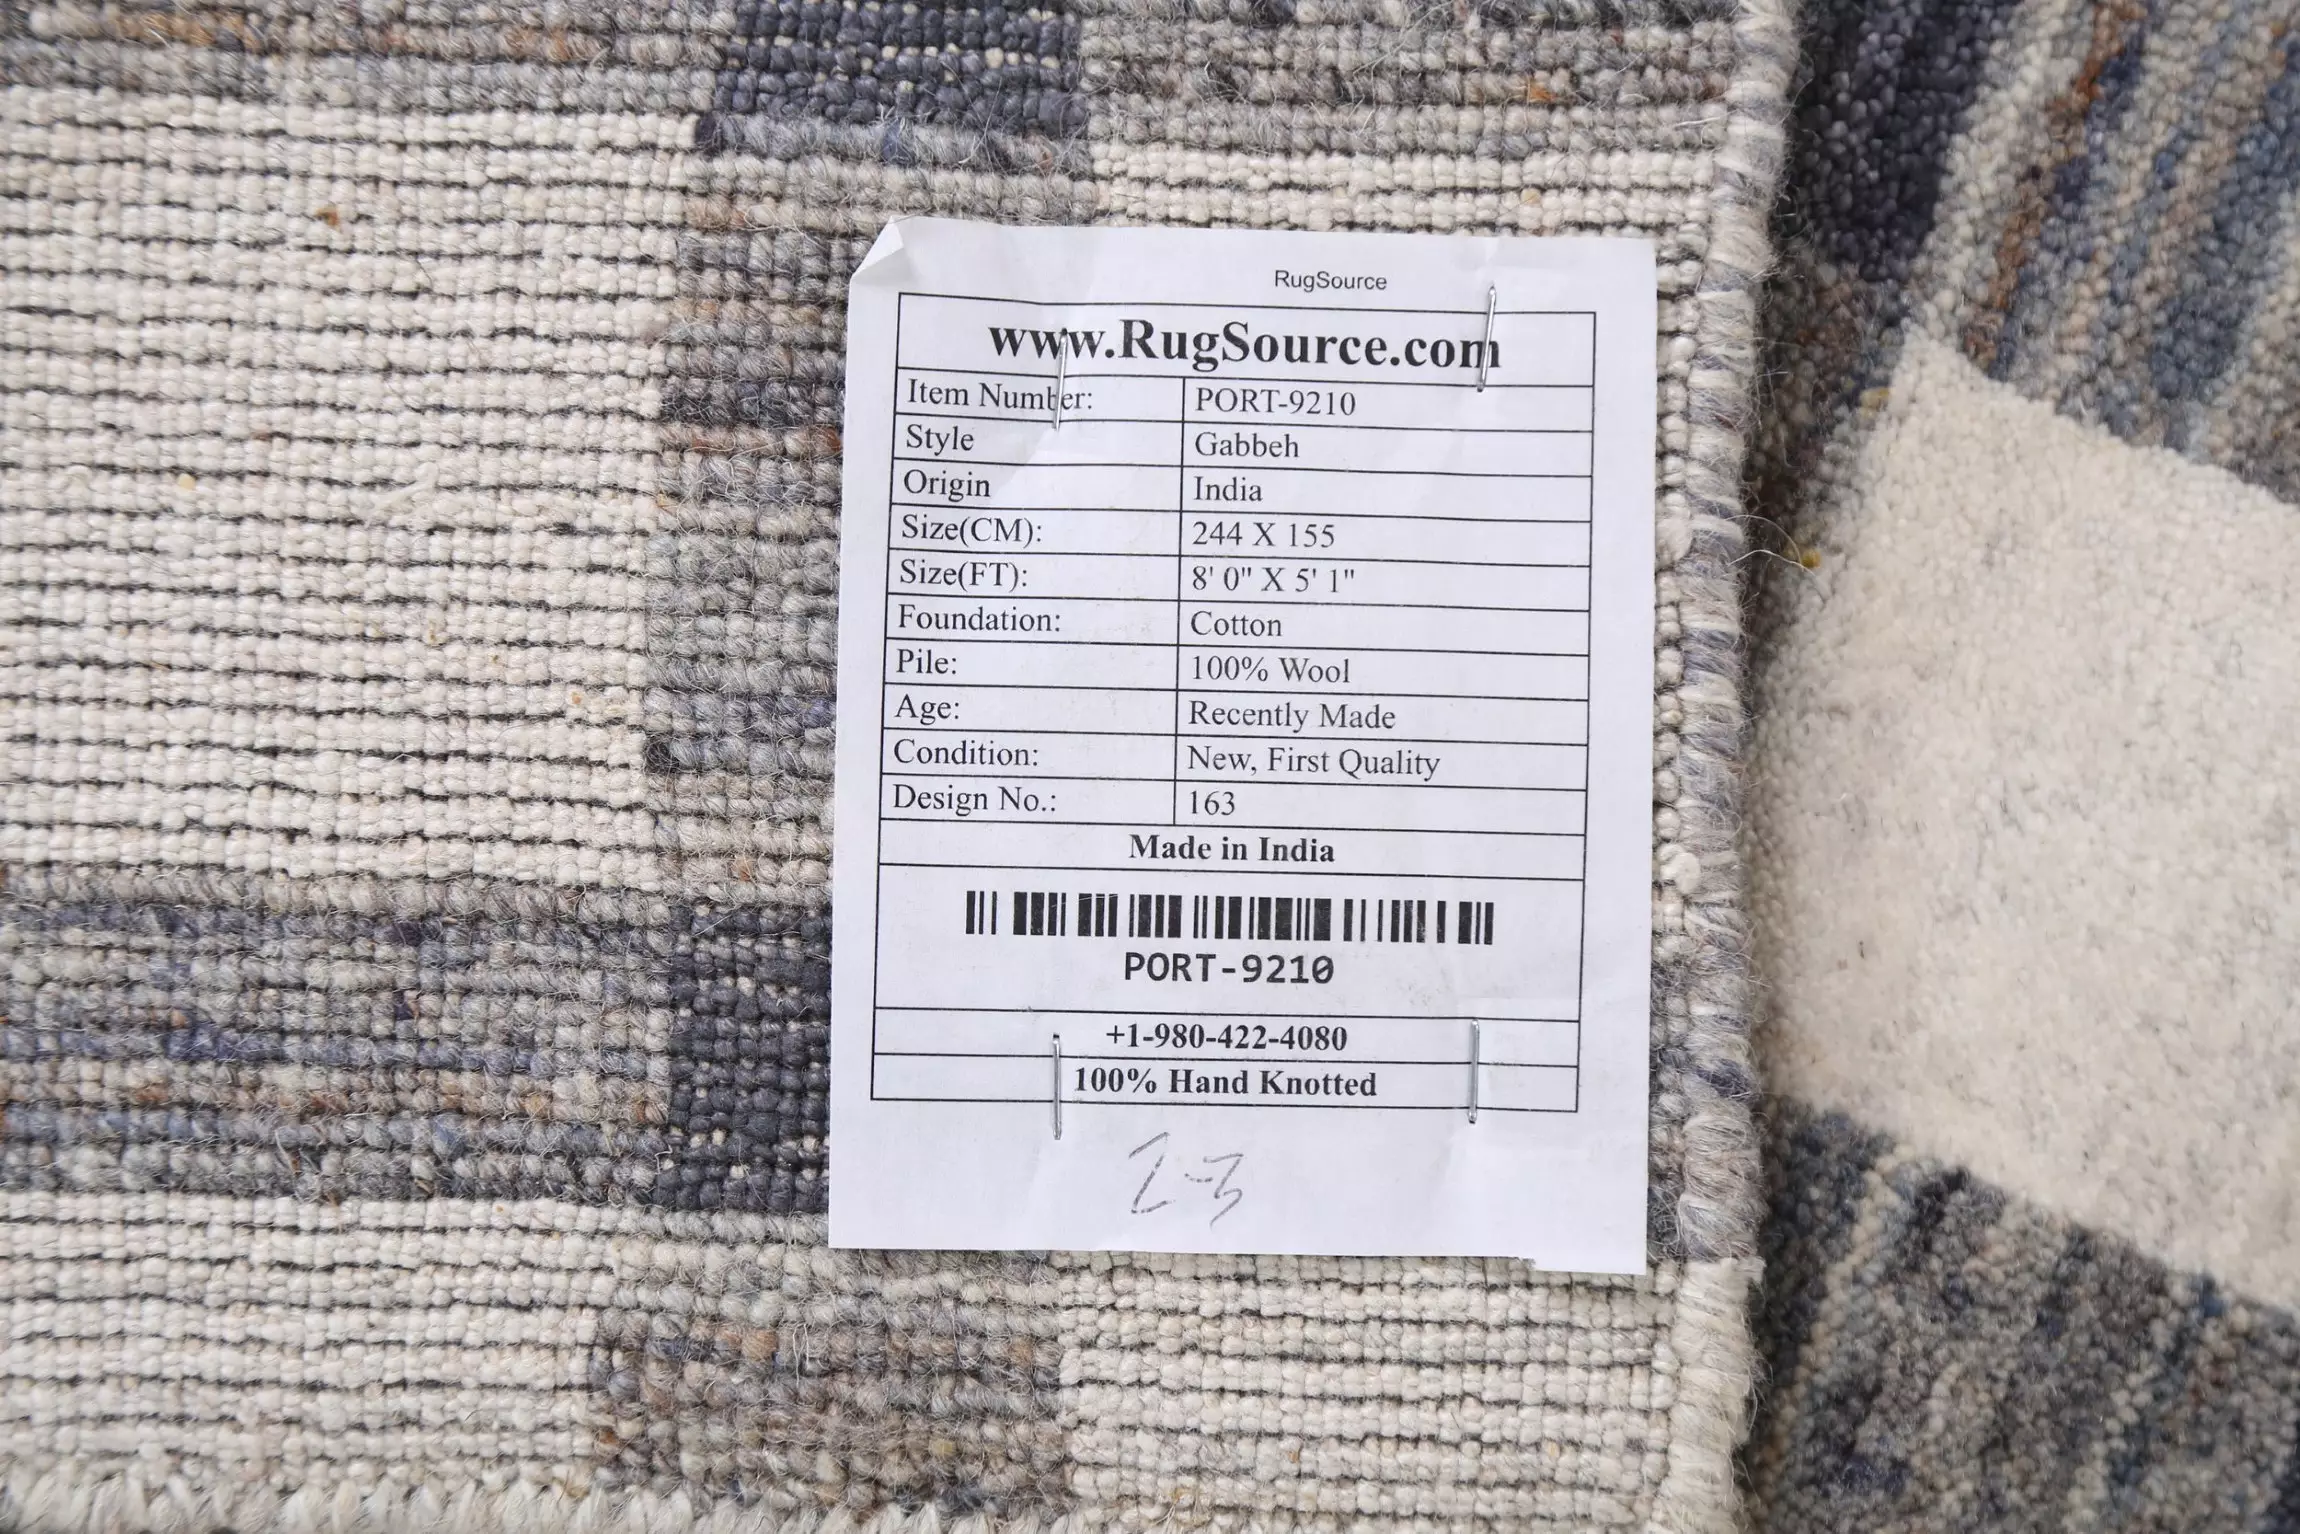 RugSource
www.RugSource.com
Item Number: PORT-9210
Style Gabbeh
Origin India
Size(CM): 244 X 155
Size(FT): 8' 0" X 5' 1"
Foundation: Cotton
Pile: 100% Wool
Age: Recently Made
Condition: New, First Quality
Design No.: 163
Made in India
PORT-9210
+1-980-422-4080
100% Hand Knotted
2-3